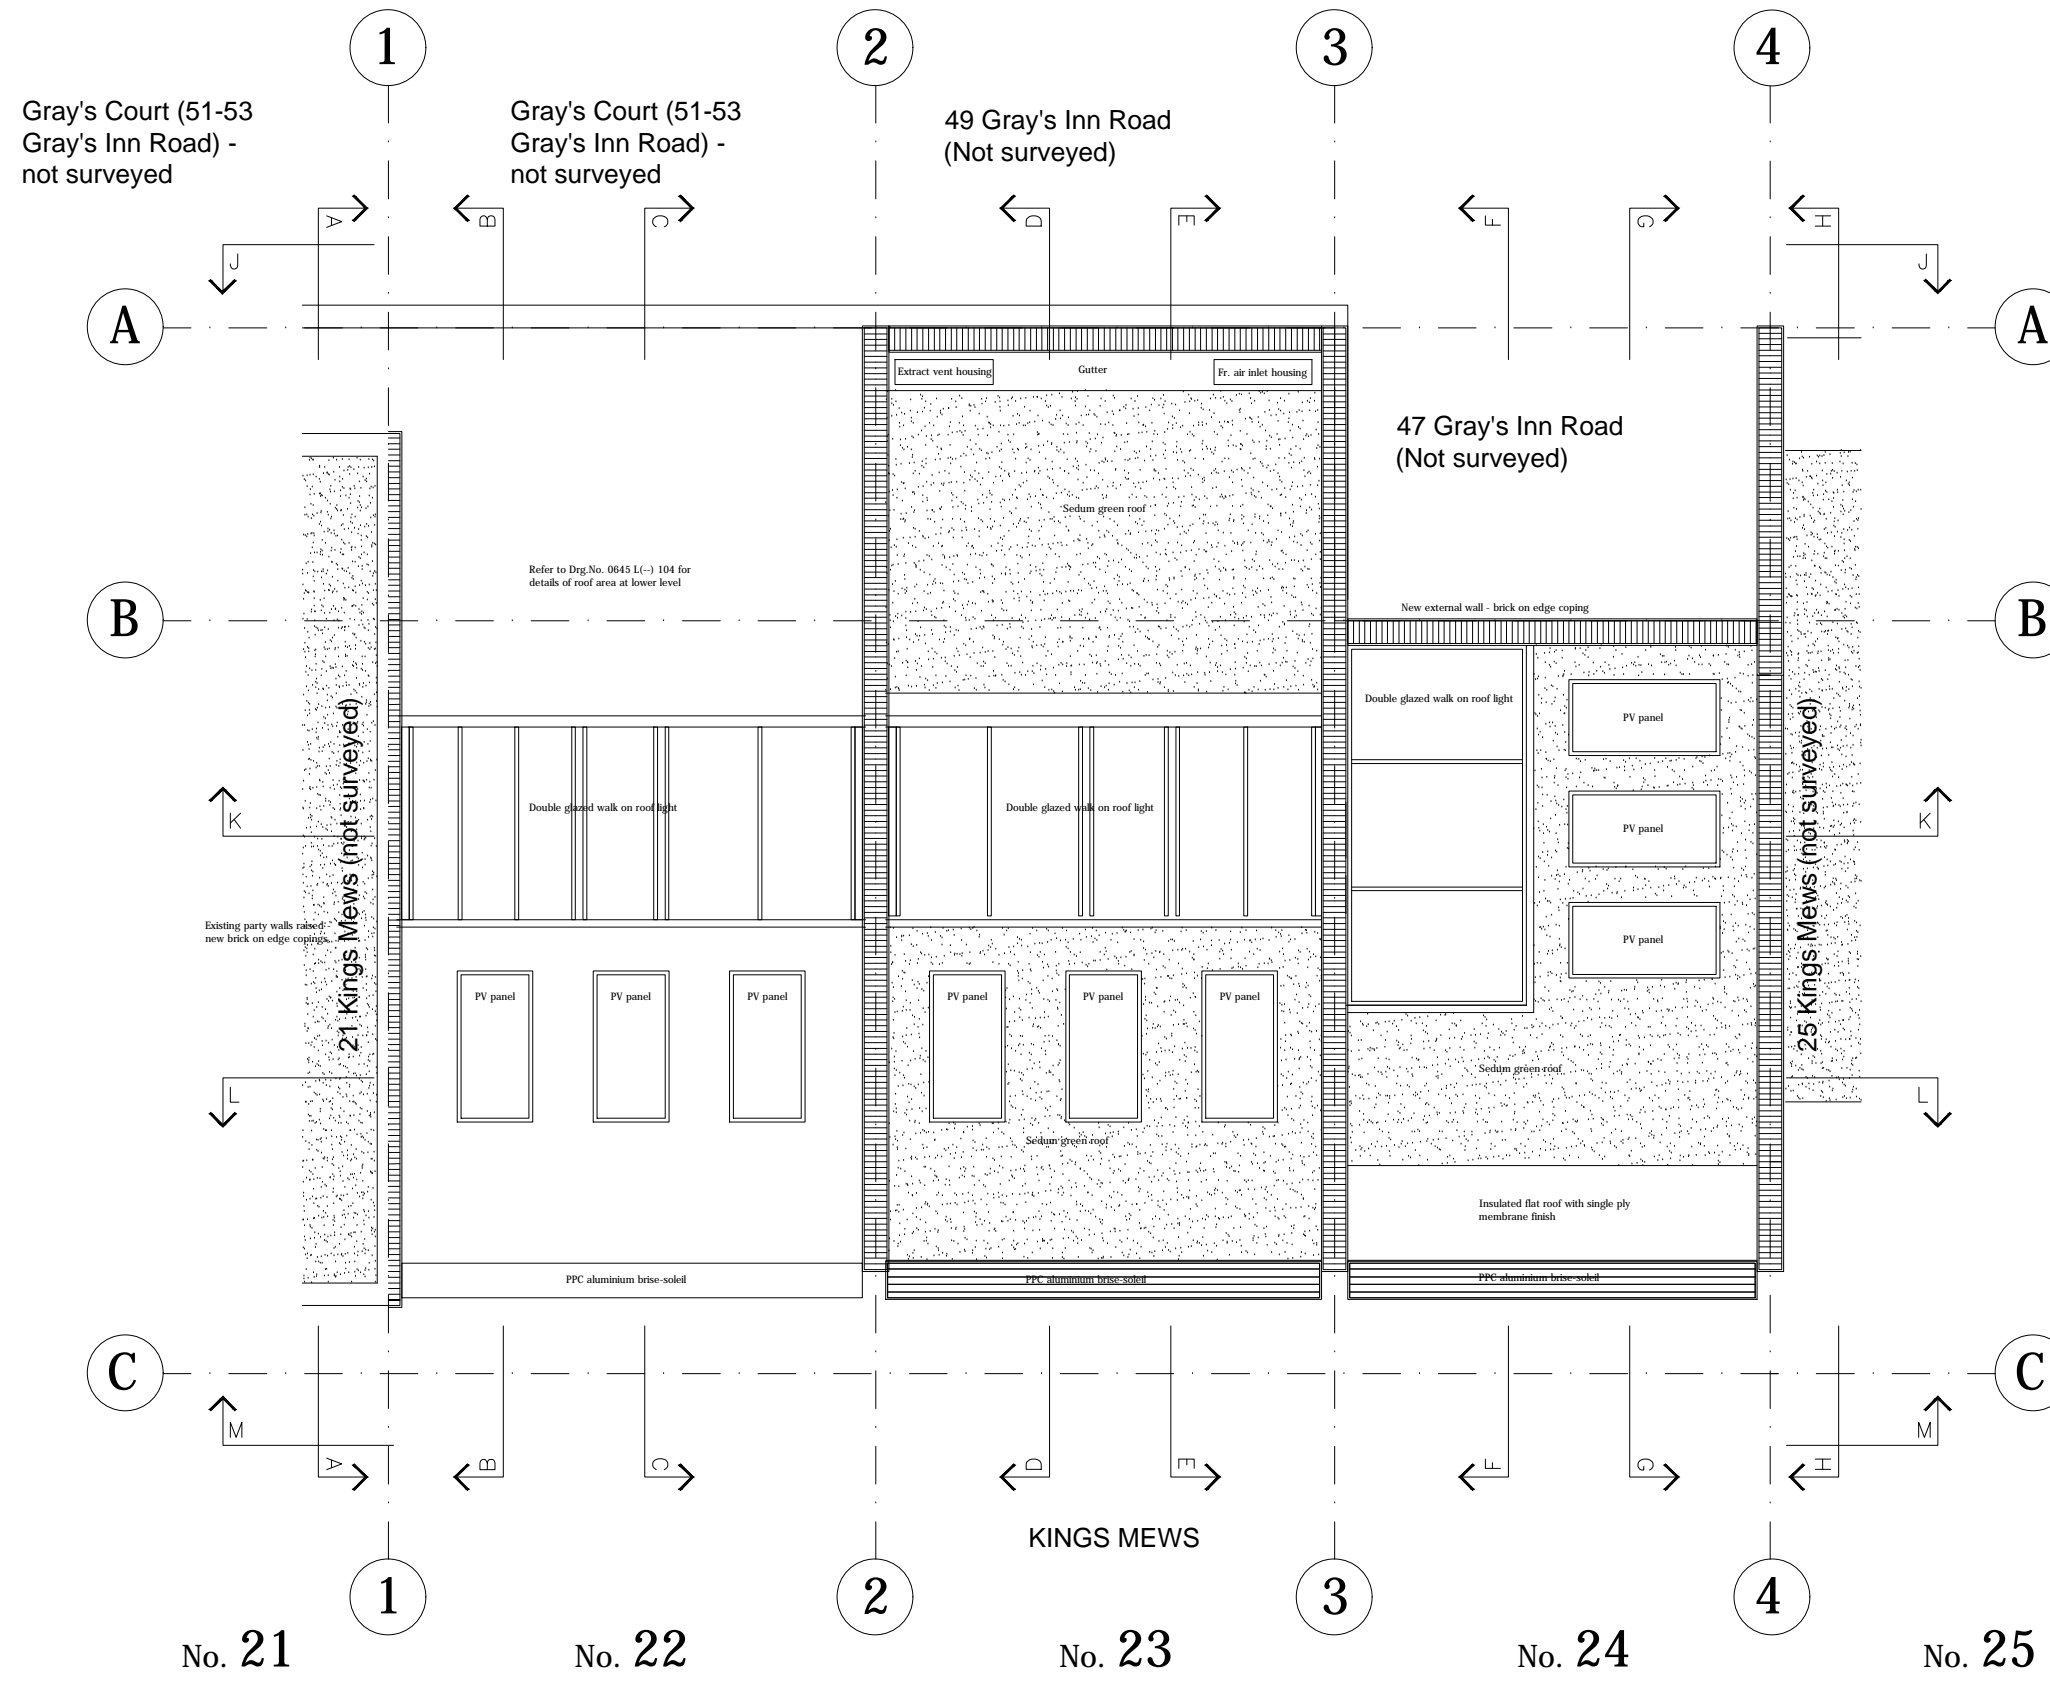 1 2 3 4
Gray's Court (51-53
Gray's Inn Road) -
not surveyed
Gray's Court (51-53
Gray's Inn Road) -
not surveyed
49 Gray's Inn Road
(Not surveyed)
A B C D E F G H
J J
A A
Extract vent housing
Gutter
Fr. air inlet housing
47 Gray's Inn Road
(Not surveyed)
Sedum green roof
Refer to Drg.No. 0645 L(--) 104 for
details of roof area at lower level
New external wall - brick on edge coping
B B
Double glazed walk on roof light
PV panel
21 Kings Mews (not surveyed)
25 Kings Mews (not surveyed)
Double glazed walk on roof light
Double glazed walk on roof light
K K
PV panel
Existing party walls raised -
new brick on edge copings
PV panel
PV panel PV panel PV panel PV panel PV panel PV panel
Sedum green roof
L L
Sedum green roof
Insulated flat roof with single ply
membrane finish
PPC aluminium brise-soleil
PPC aluminium brise-soleil
PPC aluminium brise-soleil
C C
M M
A B C D E F G H
KINGS MEWS
1 2 3 4
No. 21 No. 22 No. 23 No. 24 No. 25